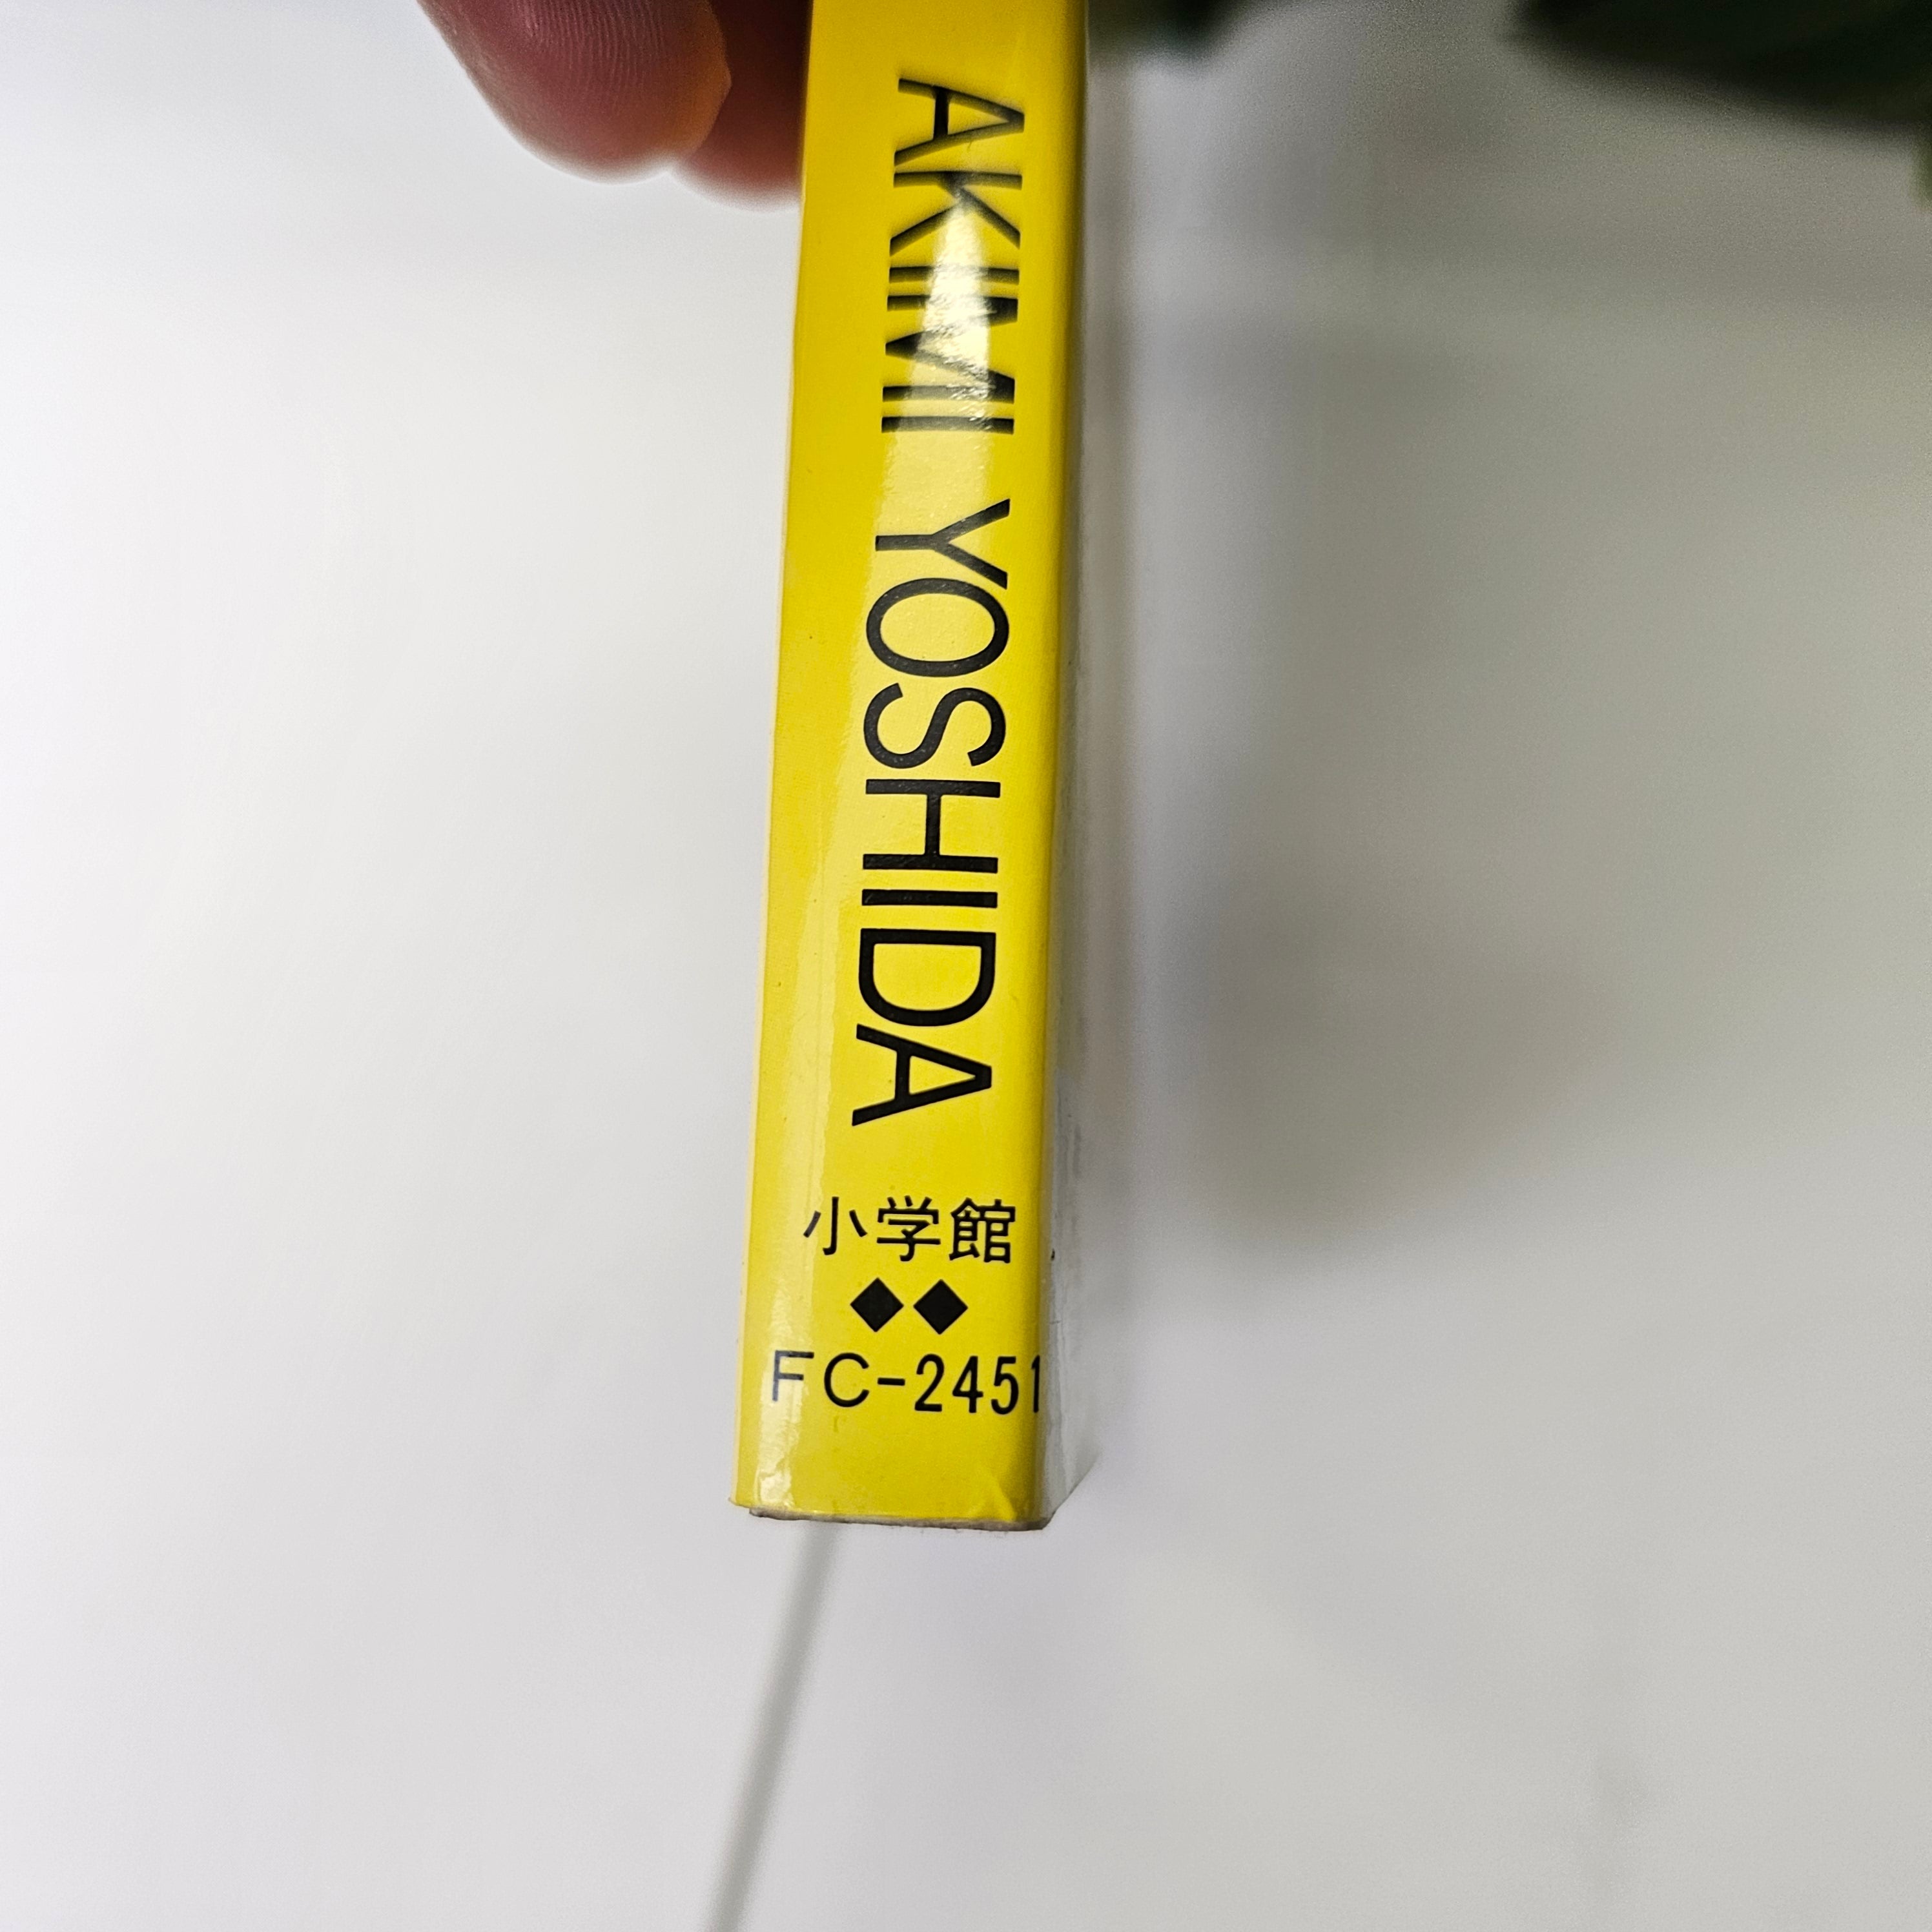 AKIMI YOSHIDA
小学館
◆◆
FC-2451